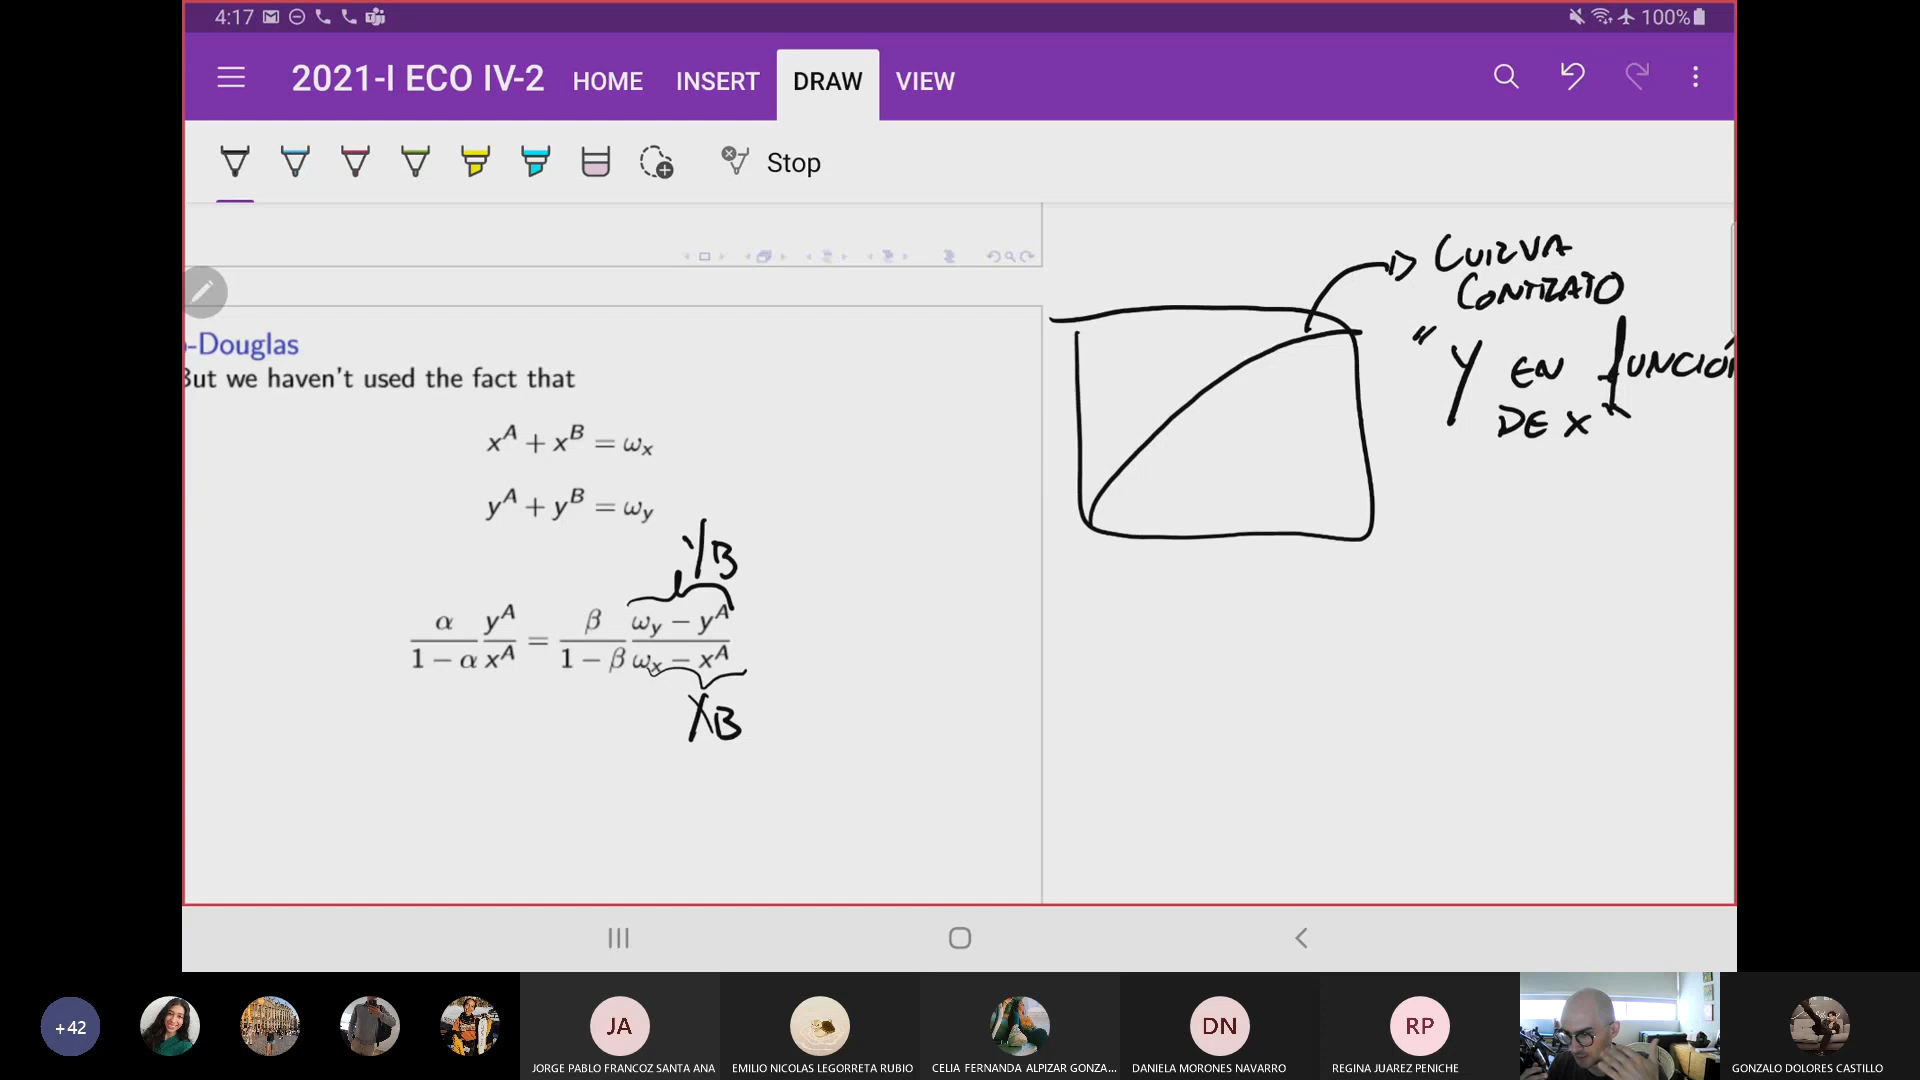 4:17
100%
2021-I ECO IV-2 HOME INSERT DRAW VIEW
Stop
-Douglas
But we haven't used the fact that
x^A + x^B = ω_x
y^A + y^B = ω_y
YB
α y^A = β ω_y − y^A
1 − α x^A 1 − β ω_x − x^A
XB
CURVA
CONTRATO
"Y EN FUNCIÓN
DE X"
+42
JA
DN
RP
JORGE PABLO FRANCOZ SANTA ANA
EMILIO NICOLAS LEGORRETA RUBIO
CELIA FERNANDA ALPIZAR GONZA...
DANIELA MORONES NAVARRO
REGINA JUAREZ PENICHE
GONZALO DOLORES CASTILLO